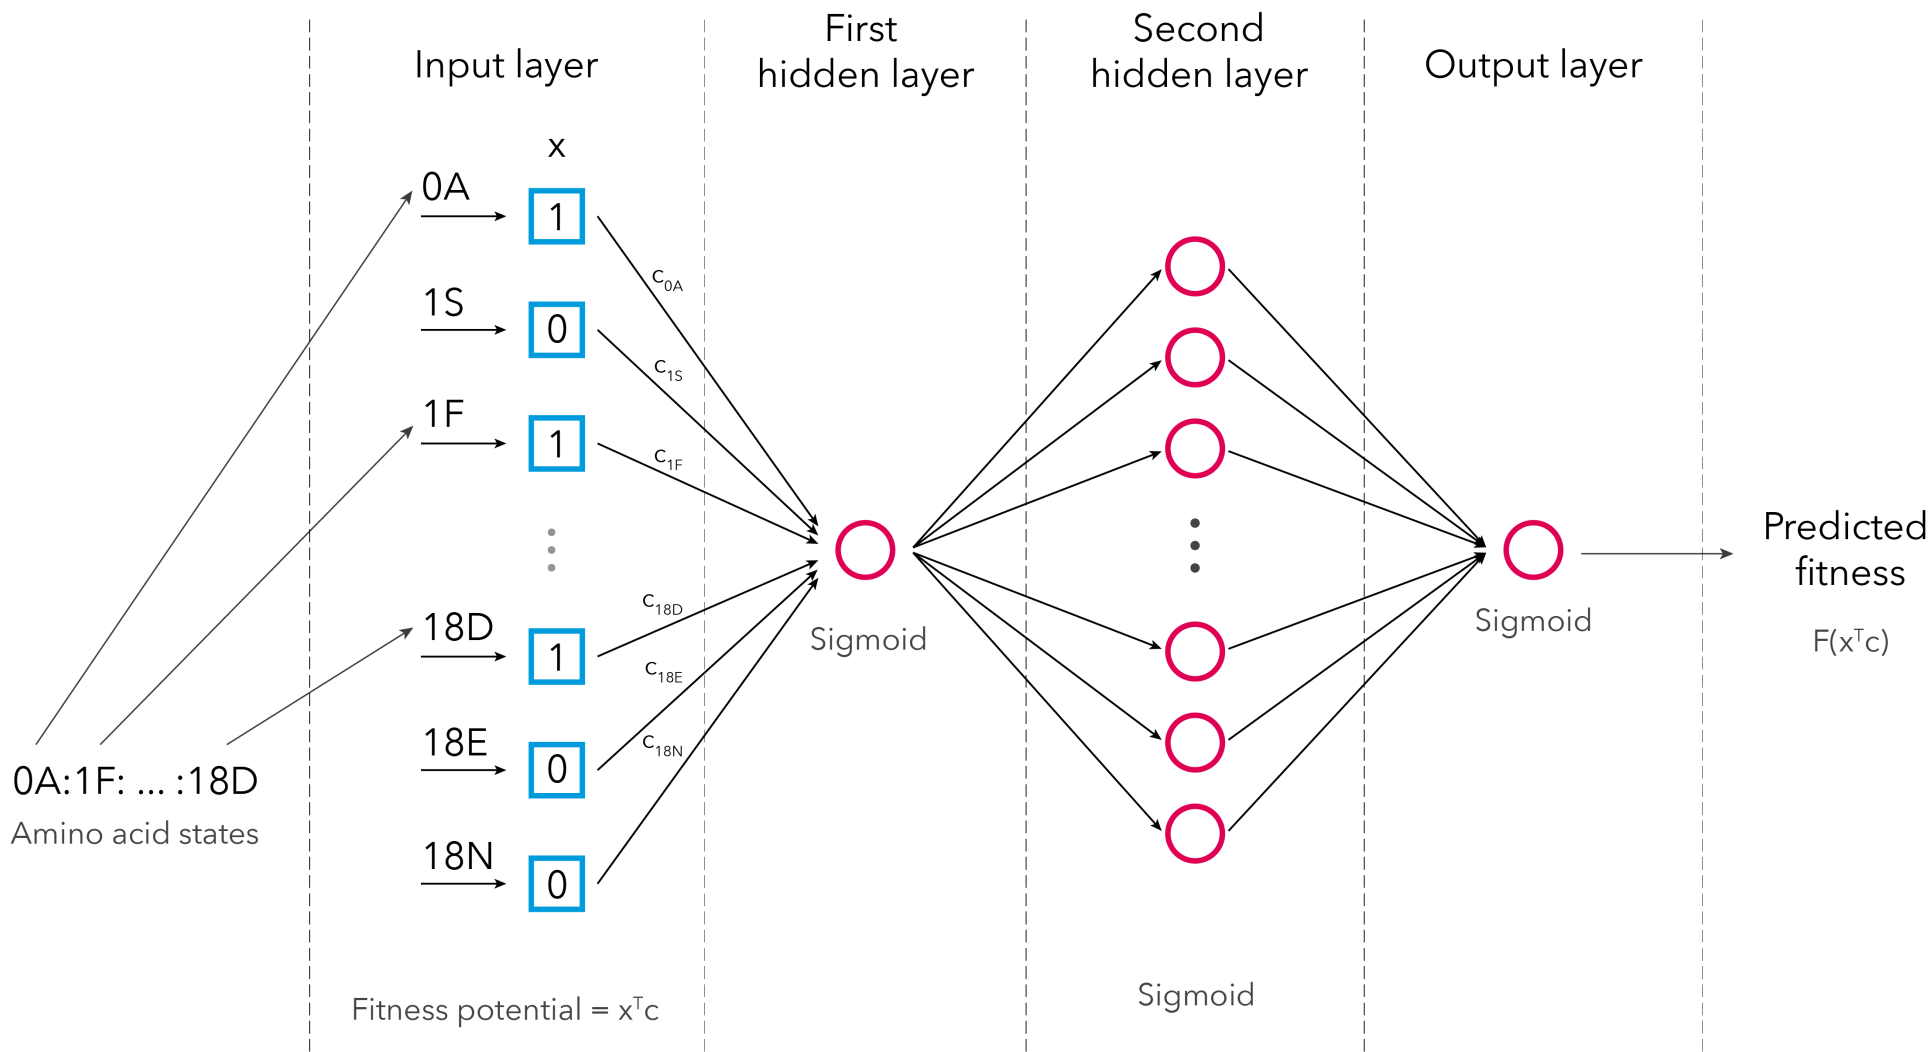 Input layer
First
hidden layer
Second
hidden layer
Output layer
x
0A
1
c0A
1S
0
c1S
1F
1
c1F
18D
1
c18D
18E
0
c18E
18N
0
c18N
0A:1F: ... :18D
Amino acid states
Fitness potential = xᵀc
Sigmoid
Sigmoid
Sigmoid
Predicted
fitness
F(xᵀc)